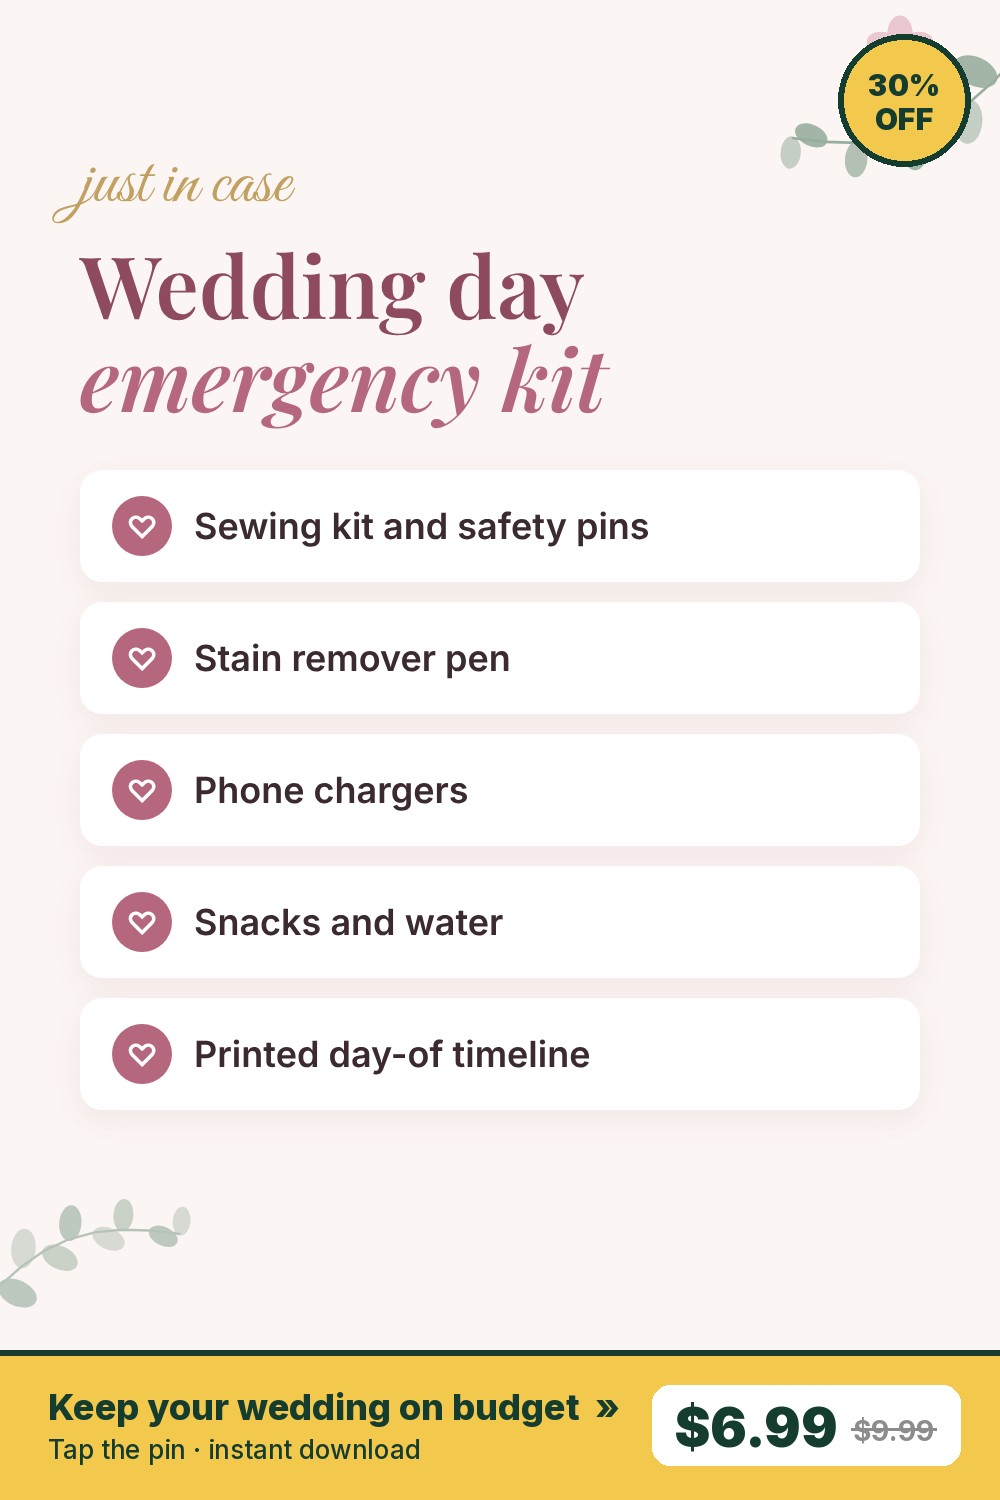 30%
OFF
just in case
Wedding day
emergency kit
Sewing kit and safety pins
Stain remover pen
Phone chargers
Snacks and water
Printed day-of timeline
Keep your wedding on budget »
Tap the pin · instant download
$6.99 $9.99